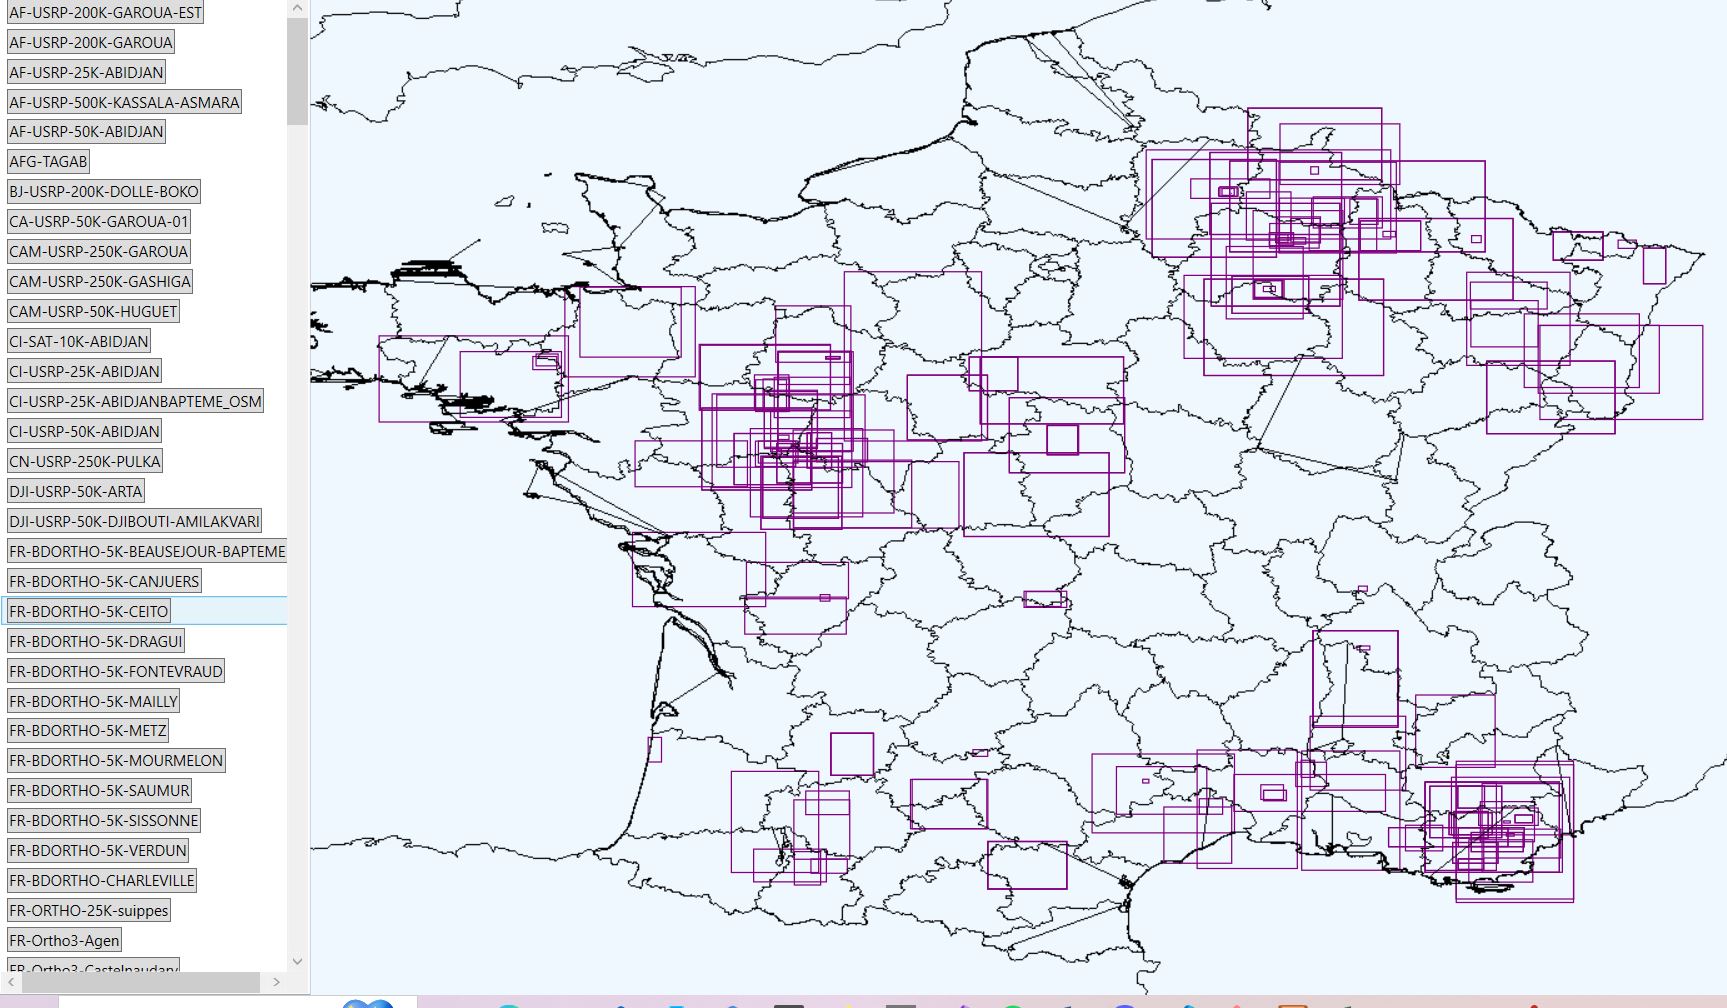 AF-USRP-200K-GAROUA-EST
AF-USRP-200K-GAROUA
AF-USRP-25K-ABIDJAN
AF-USRP-500K-KASSALA-ASMARA
AF-USRP-50K-ABIDJAN
AFG-TAGAB
BJ-USRP-200K-DOLLE-BOKO
CA-USRP-50K-GAROUA-01
CAM-USRP-250K-GAROUA
CAM-USRP-250K-GASHIGA
CAM-USRP-50K-HUGUET
CI-SAT-10K-ABIDJAN
CI-USRP-25K-ABIDJAN
CI-USRP-25K-ABIDJANBAPTEME_OSM
CI-USRP-50K-ABIDJAN
CN-USRP-250K-PULKA
DJI-USRP-50K-ARTA
DJI-USRP-50K-DJIBOUTI-AMILAKVARI
FR-BDORTHO-5K-BEAUSEJOUR-BAPTEME
FR-BDORTHO-5K-CANJUERS
FR-BDORTHO-5K-CEITO
FR-BDORTHO-5K-DRAGUI
FR-BDORTHO-5K-FONTEVRAUD
FR-BDORTHO-5K-MAILLY
FR-BDORTHO-5K-METZ
FR-BDORTHO-5K-MOURMELON
FR-BDORTHO-5K-SAUMUR
FR-BDORTHO-5K-SISSONNE
FR-BDORTHO-5K-VERDUN
FR-BDORTHO-CHARLEVILLE
FR-ORTHO-25K-suippes
FR-Ortho3-Agen
FR-Ortho3-Castelnaudary